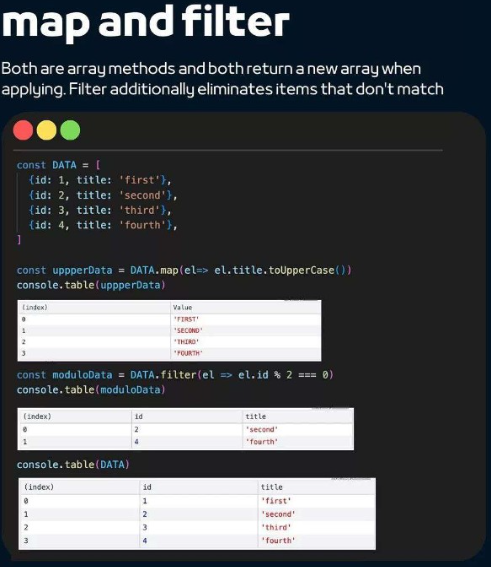 map and filter
Both are array methods and both return a new array when
applying. Filter additionally eliminates items that don't match
const DATA = [
{id: 1, title: 'first'},
{id: 2, title: 'second'},
{id: 3, title: 'third'},
{id: 4, title: 'fourth'},
]
const uppperData = DATA.map(el=> el.title.toUpperCase())
console.table(uppperData)
(index) Value
0 'FIRST'
1 'SECOND'
2 'THIRD'
3 'FOURTH'
const moduloData = DATA.filter(el => el.id % 2 === 0)
console.table(moduloData)
(index) id title
0 2 'second'
1 4 'fourth'
console.table(DATA)
(index) id title
0 1 'first'
1 2 'second'
2 3 'third'
3 4 'fourth'